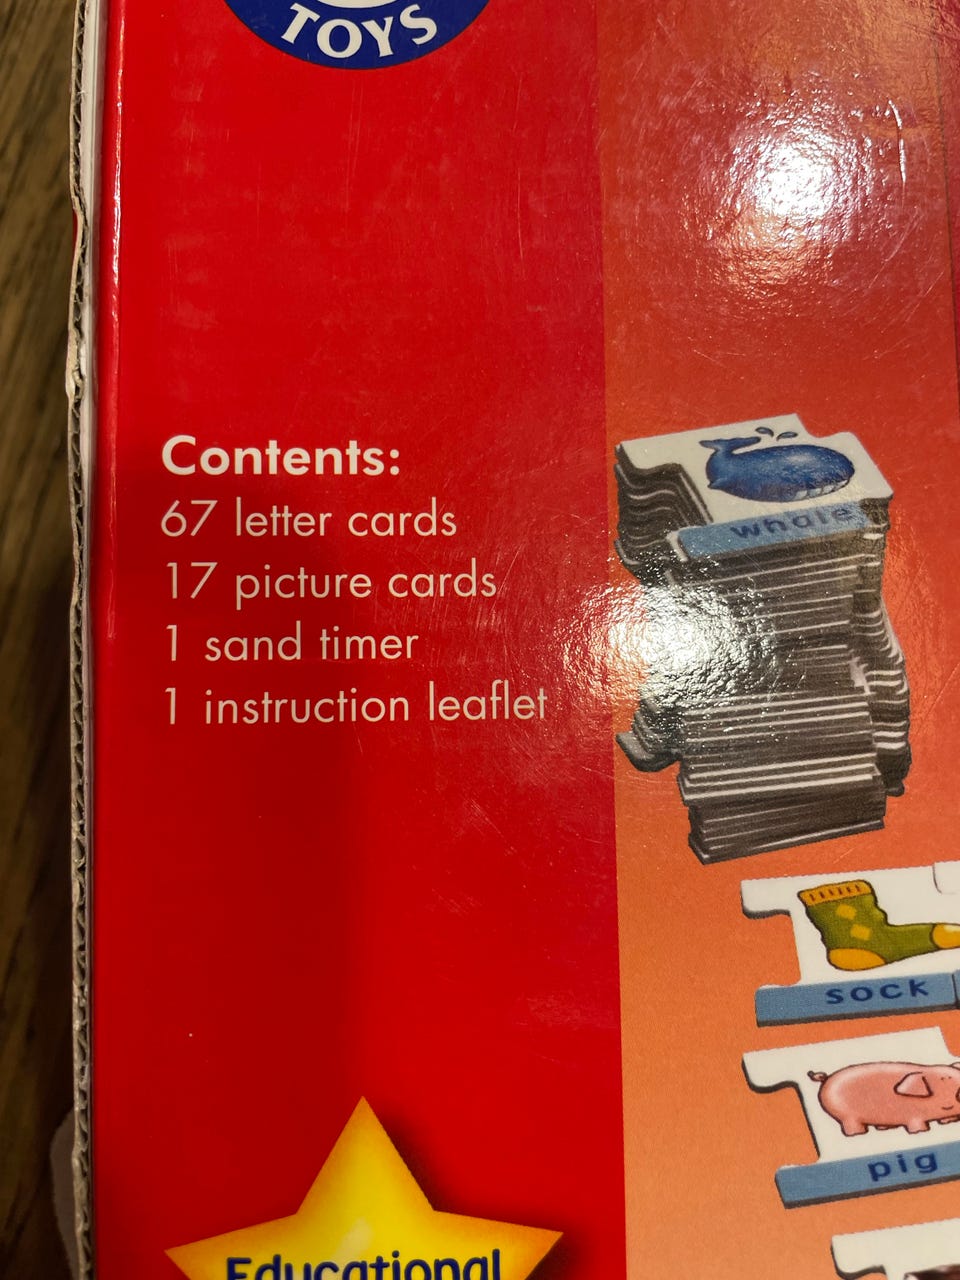 TOYS
Contents:
67 letter cards
17 picture cards
1 sand timer
1 instruction leaflet
whale
sock
pig
Educational